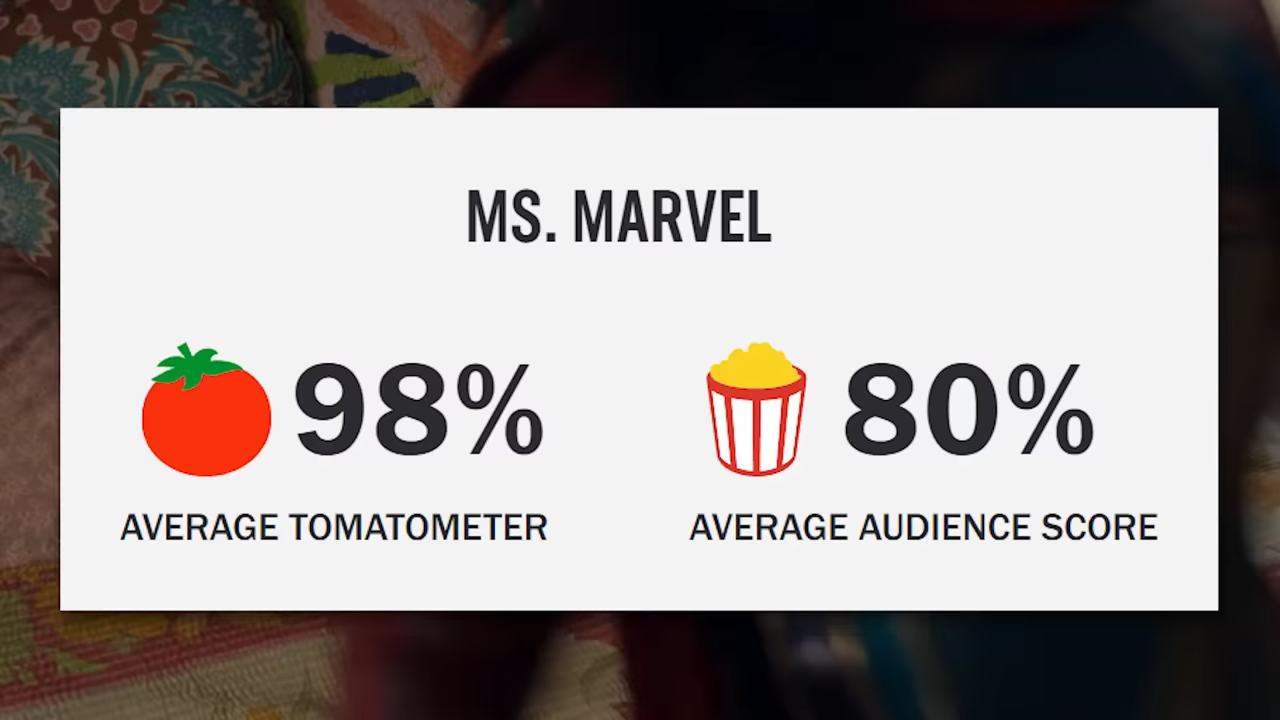 MS. MARVEL
98%
80%
AVERAGE TOMATOMETER
AVERAGE AUDIENCE SCORE